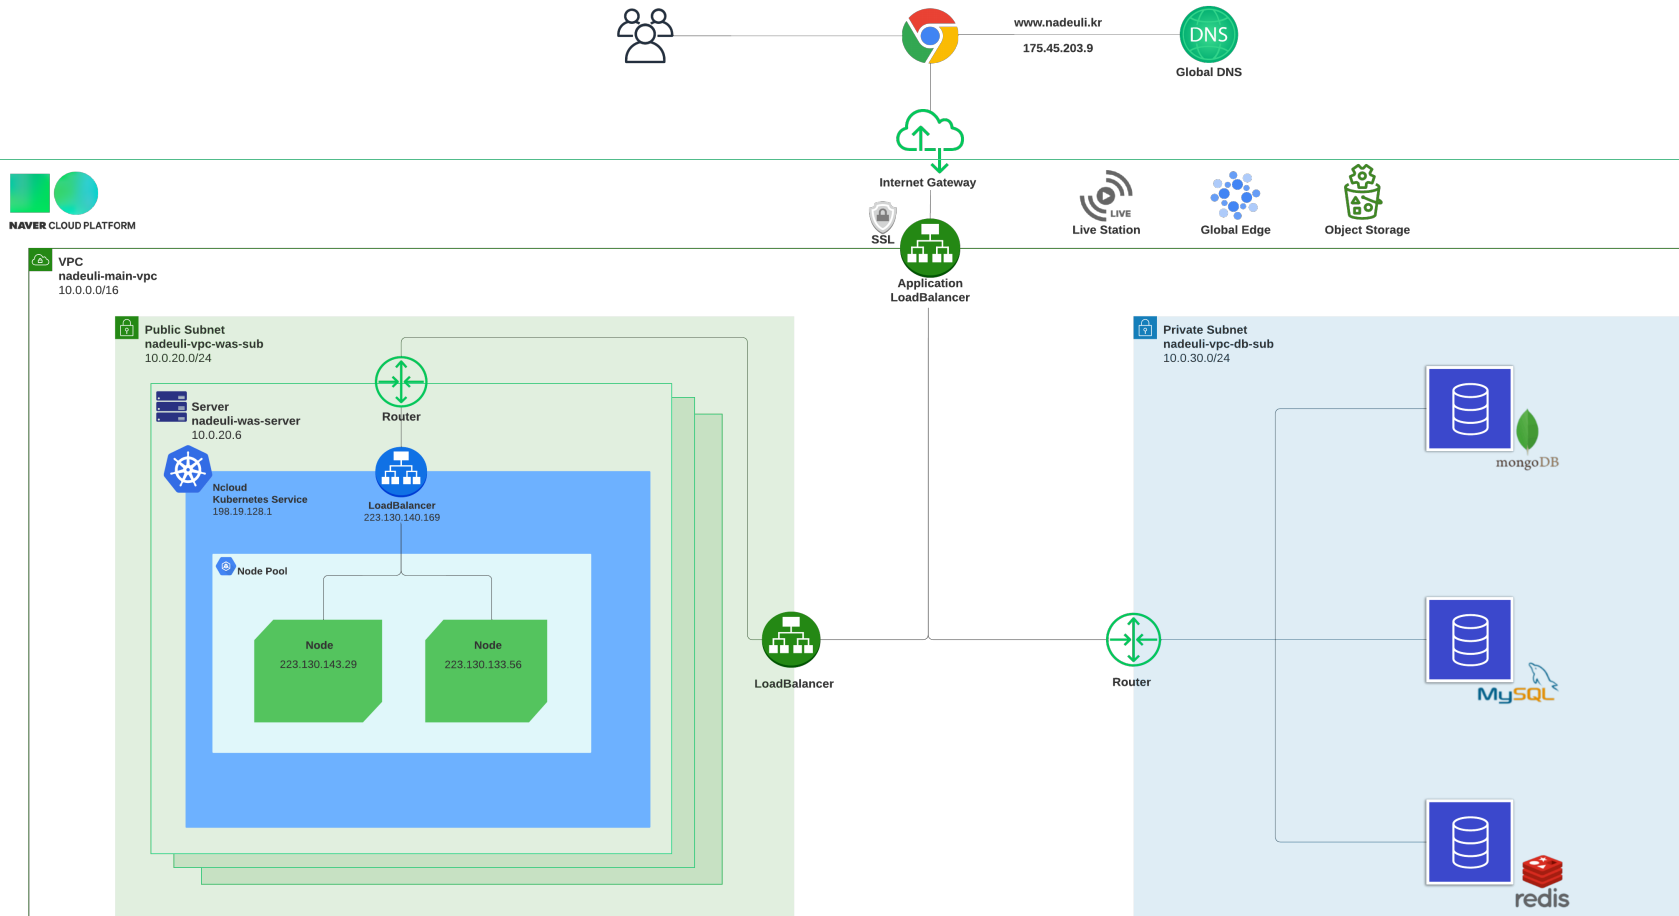 www.nadeuli.kr
175.45.203.9
DNS
Global DNS
Internet Gateway
SSL
LIVE
Live Station
Global Edge
Object Storage
NAVER CLOUD PLATFORM
Application
LoadBalancer
VPC
nadeuli-main-vpc
10.0.0.0/16
Public Subnet
nadeuli-vpc-was-sub
10.0.20.0/24
Router
Server
nadeuli-was-server
10.0.20.6
Ncloud
Kubernetes Service
198.19.128.1
LoadBalancer
223.130.140.169
Node Pool
Node
223.130.143.29
Node
223.130.133.56
LoadBalancer
Router
Private Subnet
nadeuli-vpc-db-sub
10.0.30.0/24
mongoDB
MySQL
redis